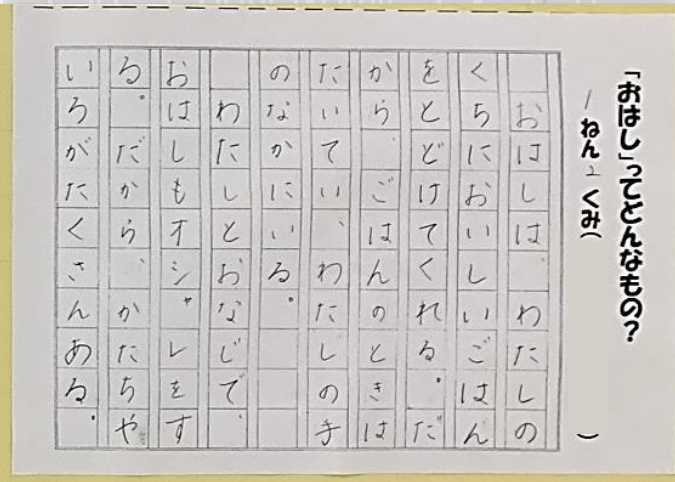 「おはし」ってどんなもの？
一ねん２くみ（　　　）
　おはしは、わたしの
くちにおいしいごはん
をとどけてくれる。だ
から、ごはんのときは
たいてい、わたしの手
のなかにいる。
　わたしとおなじで、
おはしもオシャレをす
る。だから、かたちや
いろがたくさんある。